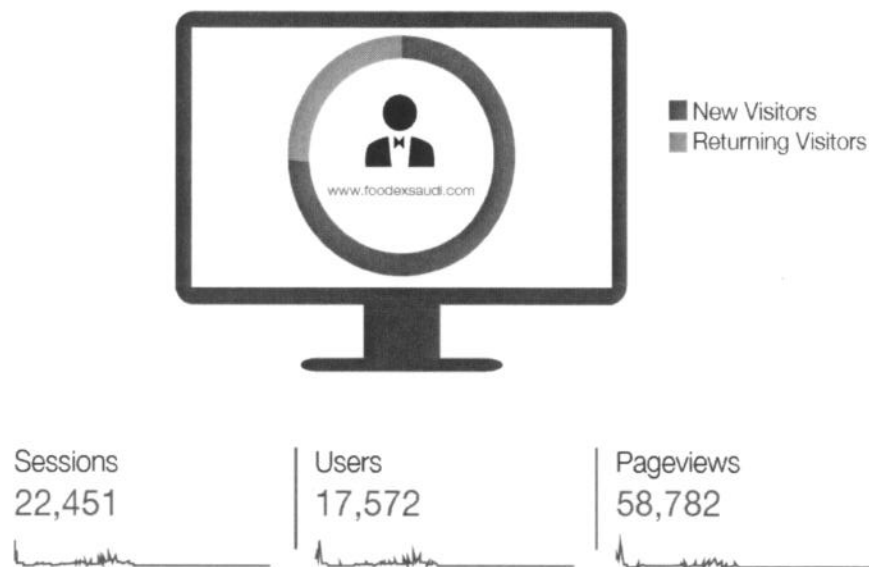 New Visitors
Returning Visitors
www.foodexsaudi.com
Sessions
22,451
Users
17,572
Pageviews
58,782